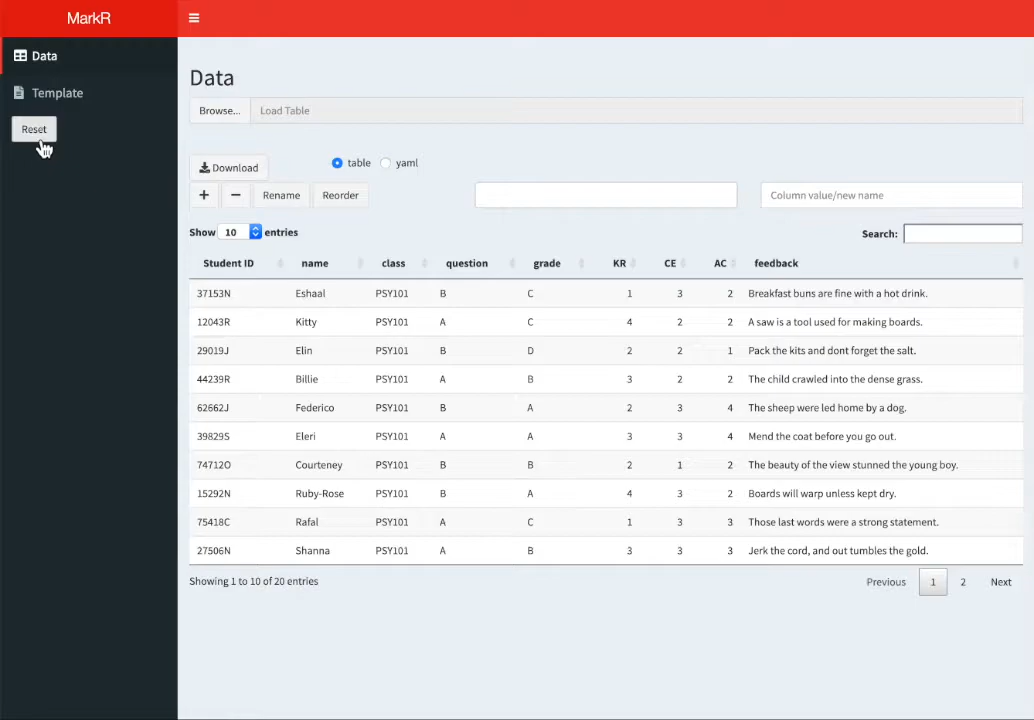 MarkR
Data
Template
Reset
Data
Browse... Load Table
Download table yaml
+ − Rename Reorder Column value/new name
Show 10 entries Search:
Student ID name class question grade KR CE AC feedback
37153N Eshaal PSY101 B C 1 3 2 Breakfast buns are fine with a hot drink.
12043R Kitty PSY101 A C 4 2 2 A saw is a tool used for making boards.
29019J Elin PSY101 B D 2 2 1 Pack the kits and dont forget the salt.
44239R Billie PSY101 A B 3 2 2 The child crawled into the dense grass.
62662J Federico PSY101 B A 2 3 4 The sheep were led home by a dog.
39829S Eleri PSY101 A A 3 3 4 Mend the coat before you go out.
74712O Courteney PSY101 B B 2 1 2 The beauty of the view stunned the young boy.
15292N Ruby-Rose PSY101 B A 4 3 2 Boards will warp unless kept dry.
75418C Rafal PSY101 A C 1 3 3 Those last words were a strong statement.
27506N Shanna PSY101 A B 3 3 3 Jerk the cord, and out tumbles the gold.
Showing 1 to 10 of 20 entries Previous 1 2 Next